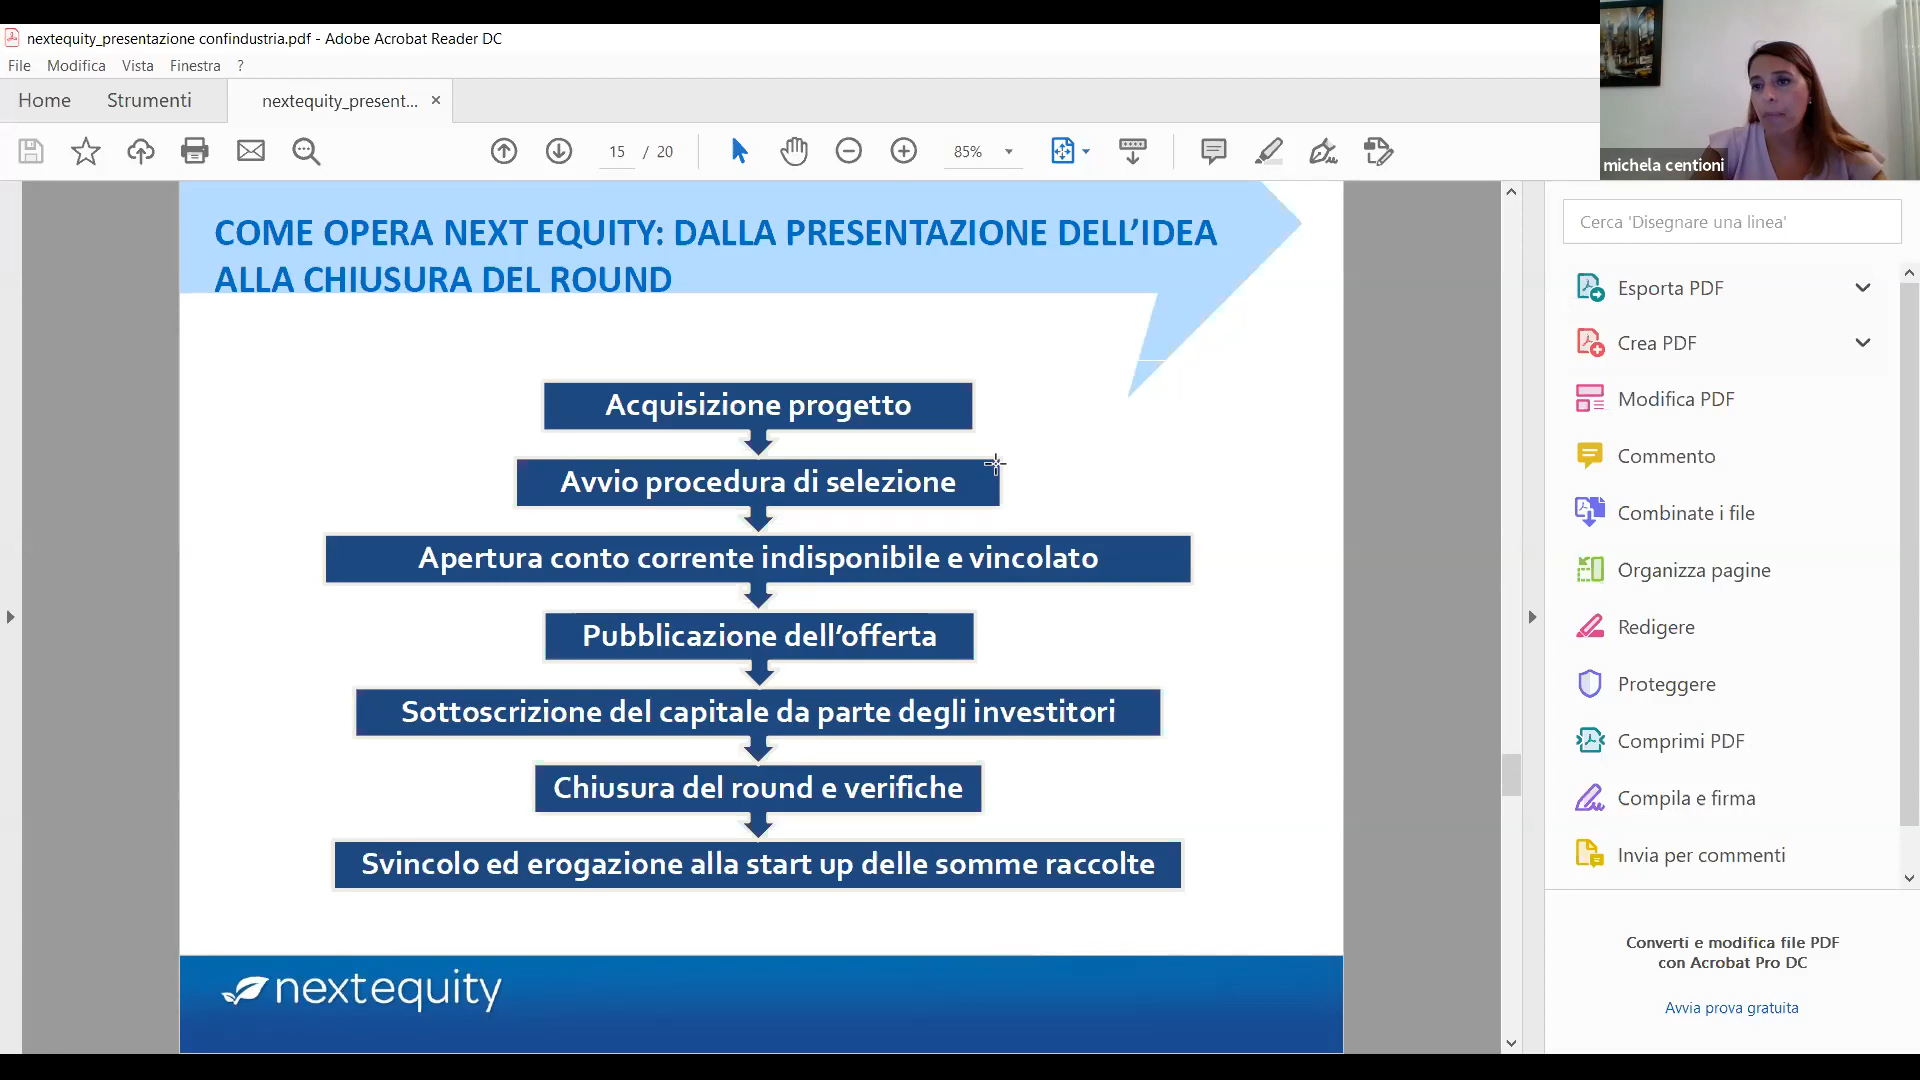 nextequity_presentazione confindustria.pdf - Adobe Acrobat Reader DC
File Modifica Vista Finestra ?
Home Strumenti nextequity_present... ×
15 / 20 85%
michela centioni
COME OPERA NEXT EQUITY: DALLA PRESENTAZIONE DELL’IDEA
ALLA CHIUSURA DEL ROUND
Acquisizione progetto
Avvio procedura di selezione
Apertura conto corrente indisponibile e vincolato
Pubblicazione dell’offerta
Sottoscrizione del capitale da parte degli investitori
Chiusura del round e verifiche
Svincolo ed erogazione alla start up delle somme raccolte
nextequity
Cerca 'Disegnare una linea'
Esporta PDF
Crea PDF
Modifica PDF
Commento
Combinate i file
Organizza pagine
Redigere
Proteggere
Comprimi PDF
Compila e firma
Invia per commenti
Converti e modifica file PDF
con Acrobat Pro DC
Avvia prova gratuita